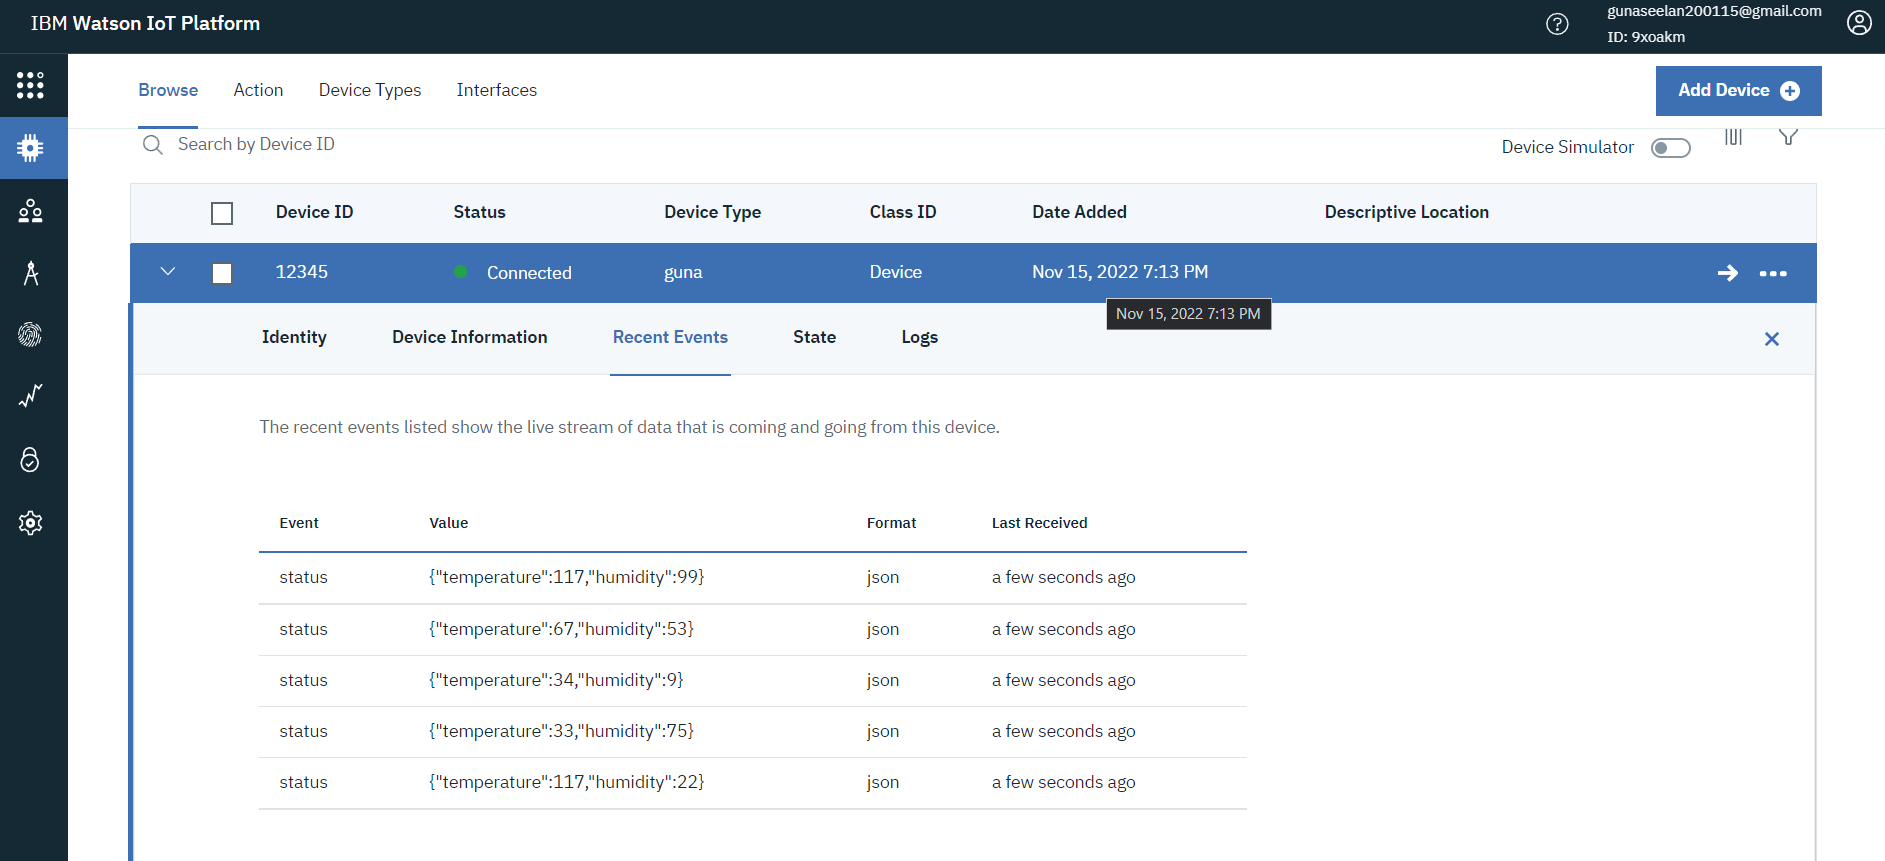 IBM Watson IoT Platform
gunaseelan200115@gmail.com
ID: 9xoakm
Browse Action Device Types Interfaces
Add Device
Search by Device ID
Device Simulator
Device ID Status Device Type Class ID Date Added Descriptive Location
12345 Connected guna Device Nov 15, 2022 7:13 PM
Nov 15, 2022 7:13 PM
Identity Device Information Recent Events State Logs
The recent events listed show the live stream of data that is coming and going from this device.
Event Value Format Last Received
status {"temperature":117,"humidity":99} json a few seconds ago
status {"temperature":67,"humidity":53} json a few seconds ago
status {"temperature":34,"humidity":9} json a few seconds ago
status {"temperature":33,"humidity":75} json a few seconds ago
status {"temperature":117,"humidity":22} json a few seconds ago